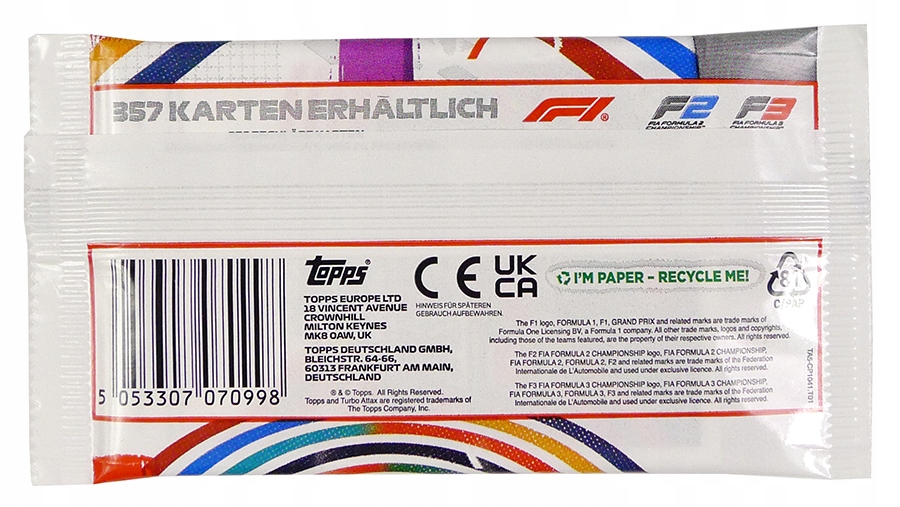 357 KARTEN ERHÄLTLICH
F1®
F2
FIA FORMULA 2
CHAMPIONSHIP™
F3
FIA FORMULA 3
CHAMPIONSHIP™
5 053307 070998
TOPPS®
TOPPS EUROPE LTD
18 VINCENT AVENUE
CROWNHILL
MILTON KEYNES
MK8 0AW, UK
TOPPS DEUTSCHLAND GMBH,
BLEICHSTR. 64-66,
60313 FRANKFURT AM MAIN,
DEUTSCHLAND
® & © Topps. All Rights Reserved.
Topps and Turbo Attax are registered trademarks of
The Topps Company, Inc.
CE
HINWEIS FÜR SPÄTEREN
GEBRAUCH AUFBEWAHREN.
UK
CA
I'M PAPER – RECYCLE ME!
81
C/PAP
The F1 logo, FORMULA 1, F1, GRAND PRIX and related marks are trade marks of
Formula One Licensing BV, a Formula 1 company. All other trade marks, logos and copyrights,
including those of the teams featured, are the property of their respective owners. All rights reserved.
The F2 FIA FORMULA 2 CHAMPIONSHIP logo, FIA FORMULA 2 CHAMPIONSHIP,
FIA FORMULA 2, FORMULA 2, F2 and related marks are trade marks of the Federation
Internationale de L'Automobile and used under exclusive licence. All rights reserved.
The F3 FIA FORMULA 3 CHAMPIONSHIP logo, FIA FORMULA 3 CHAMPIONSHIP,
FIA FORMULA 3, FORMULA 3, F3 and related marks are trade marks of the Federation
Internationale de L'Automobile and used under exclusive licence. All rights reserved.